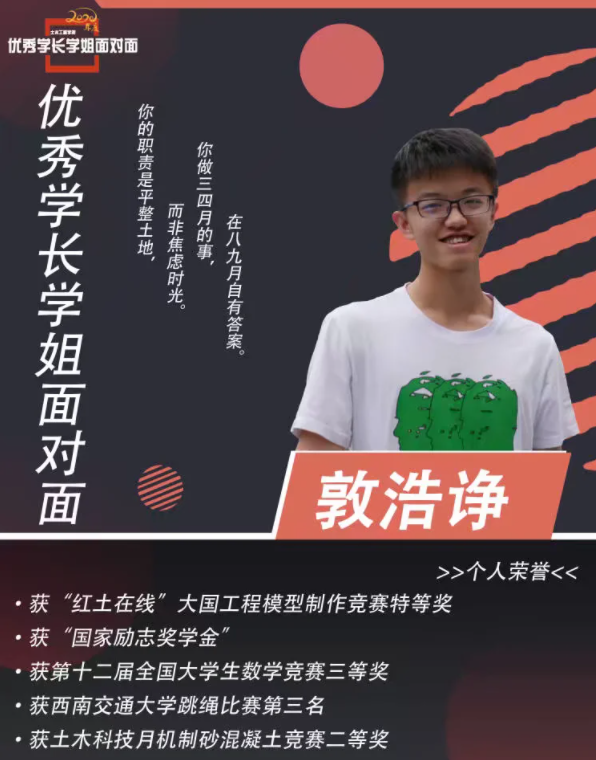 2020
土木工程学院
优秀学长学姐面对面
优秀学长学姐面对面
你的职责是平整土地,
而非焦虑时光。
你做三四月的事,
在八九月自有答案。
敦浩诤
>>个人荣誉<<
·获“红土在线”大国工程模型制作竞赛特等奖
·获“国家励志奖学金”
·获第十二届全国大学生数学竞赛三等奖
·获西南交通大学跳绳比赛第三名
·获土木科技月机制砂混凝土竞赛二等奖